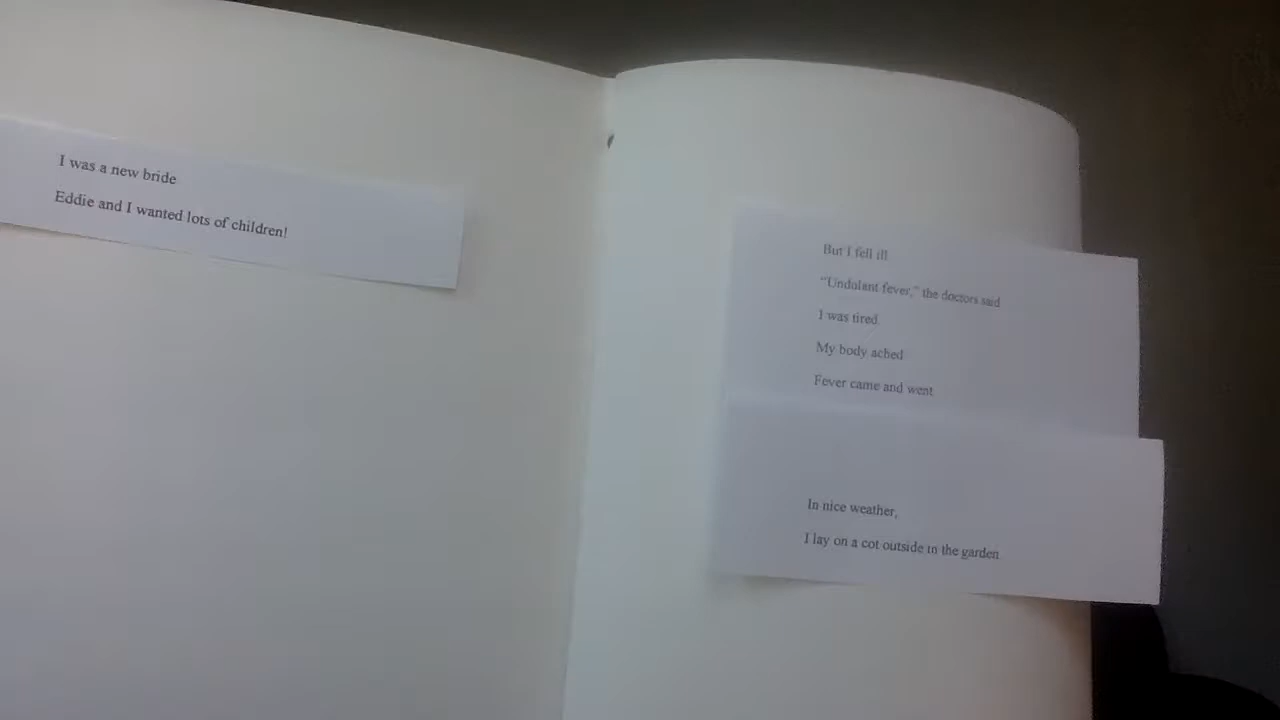 I was a new bride
Eddie and I wanted lots of children!
But I fell ill
“Undulant fever,” the doctors said
I was tired
My body ached
Fever came and went
In nice weather,
I lay on a cot outside in the garden